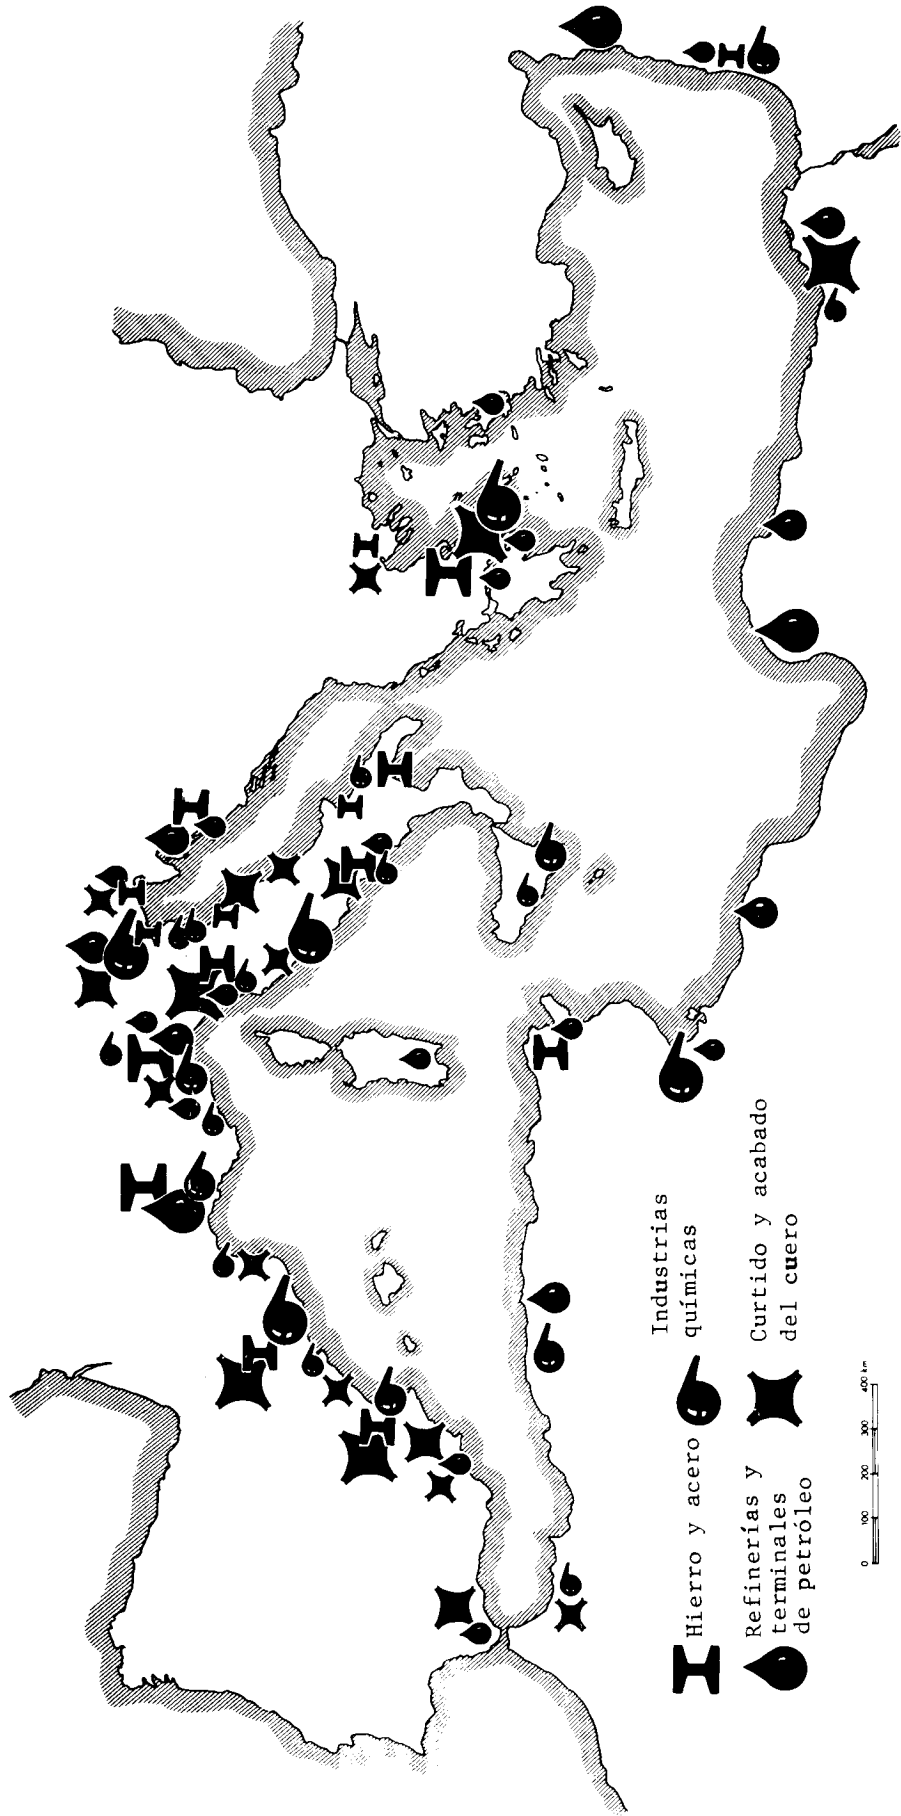 Hierro y acero
Industrias
químicas
Refinerías y
terminales
de petróleo
Curtido y acabado
del cuero
0 100 200 300 400 km